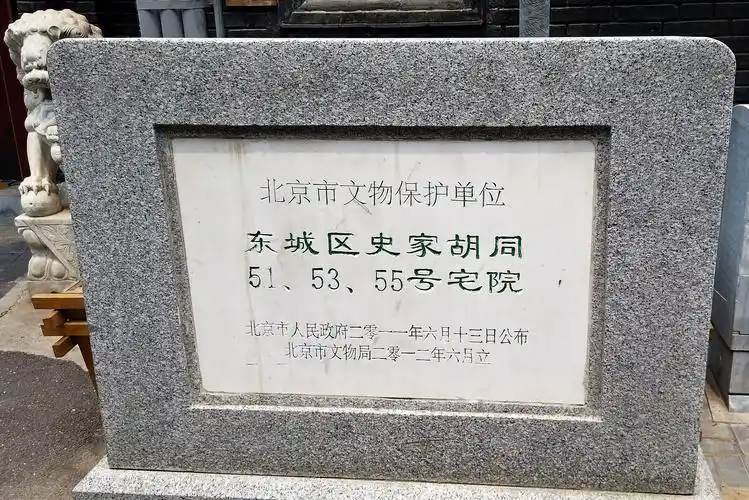 北京市文物保护单位
东城区史家胡同
51、53、55号宅院
北京市人民政府二零一一年六月十三日公布
北京市文物局二零一二年六月立